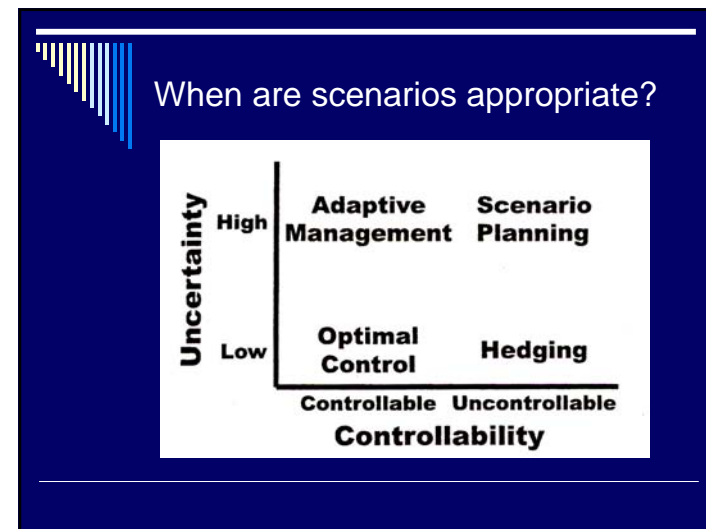 When are scenarios appropriate?
Uncertainty
High
Adaptive
Management
Scenario
Planning
Low
Optimal
Control
Hedging
Controllable Uncontrollable
Controllability